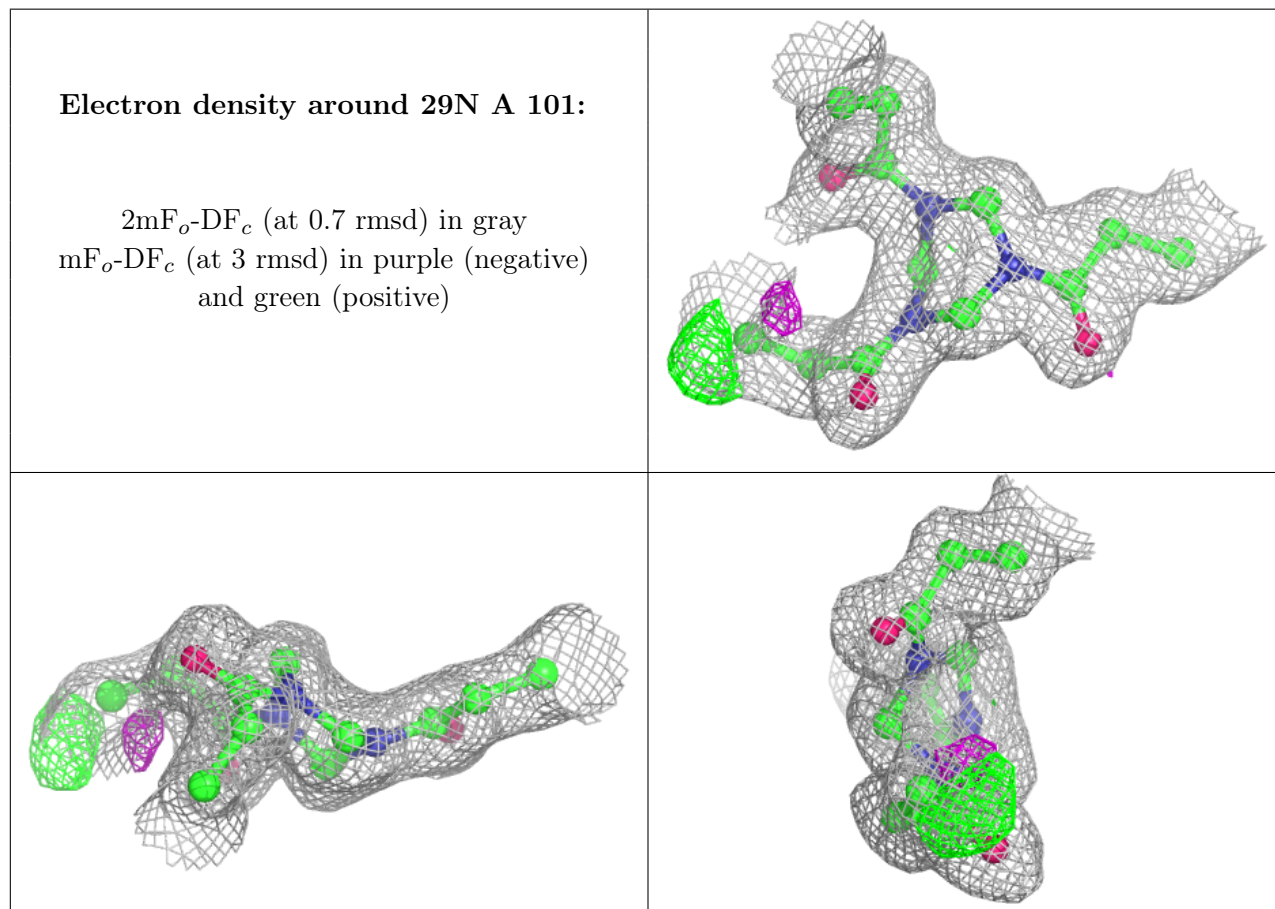 Electron density around 29N A 101:
2mFo-DFc (at 0.7 rmsd) in gray
mFo-DFc (at 3 rmsd) in purple (negative)
and green (positive)